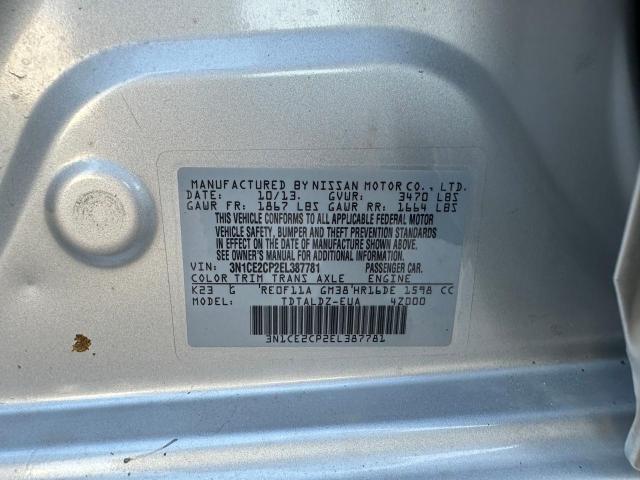 MANUFACTURED BY NISSAN MOTOR CO., LTD.
DATE: 10/13. GVWR: 3470 LBS
GAWR FR: 1867 LBS GAWR RR: 1664 LBS
THIS VEHICLE CONFORMS TO ALL APPLICABLE FEDERAL MOTOR
VEHICLE SAFETY, BUMPER AND THEFT PREVENTION STANDARDS
IN EFFECT ON THE DATE OF MANUFACTURE SHOWN ABOVE.
SEE OWNER'S MANUAL OR LOADING INFORMATION.
VIN: 3N1CE2CP2EL387781 PASSENGER CAR.
COLOR TRIM TRANS AXLE ENGINE
K23 G RE0F11A GM38 HR16DE 1598 CC
MODEL: TDTALDZ-EUA 4Z000
3N1CE2CP2EL387781